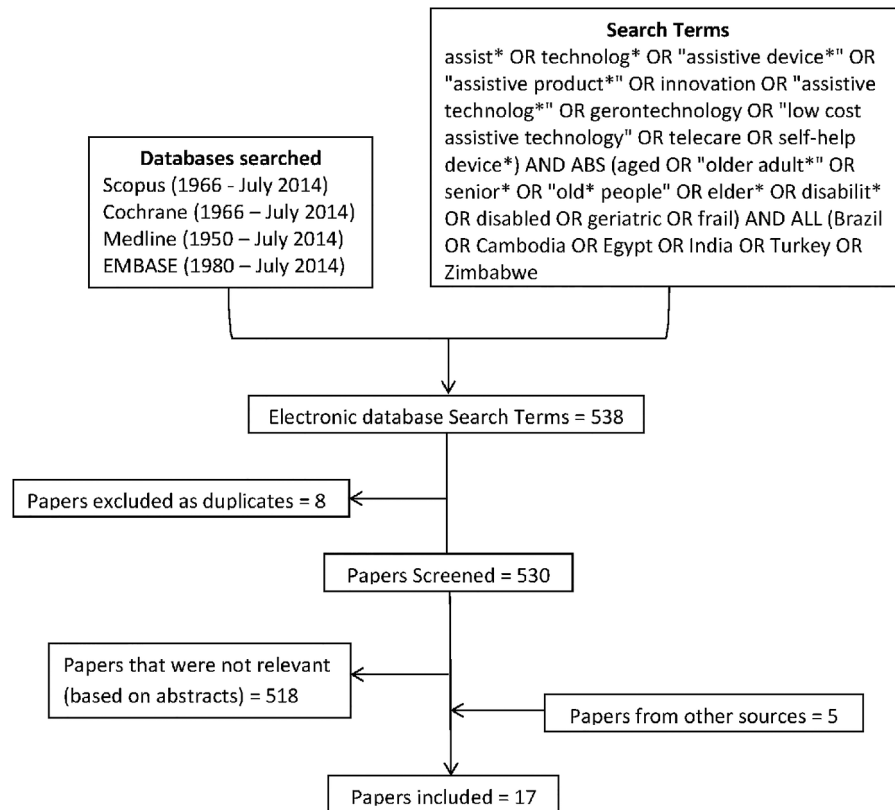 Databases searched
Scopus (1966 - July 2014)
Cochrane (1966 – July 2014)
Medline (1950 – July 2014)
EMBASE (1980 – July 2014)
Search Terms
assist* OR technolog* OR "assistive device*" OR
"assistive product*" OR innovation OR "assistive
technolog*" OR gerontechnology OR "low cost
assistive technology" OR telecare OR self-help
device*) AND ABS (aged OR "older adult*" OR
senior* OR "old* people" OR elder* OR disabilit*
OR disabled OR geriatric OR frail) AND ALL (Brazil
OR Cambodia OR Egypt OR India OR Turkey OR
Zimbabwe
Electronic database Search Terms = 538
Papers excluded as duplicates = 8
Papers Screened = 530
Papers that were not relevant
(based on abstracts) = 518
Papers from other sources = 5
Papers included = 17